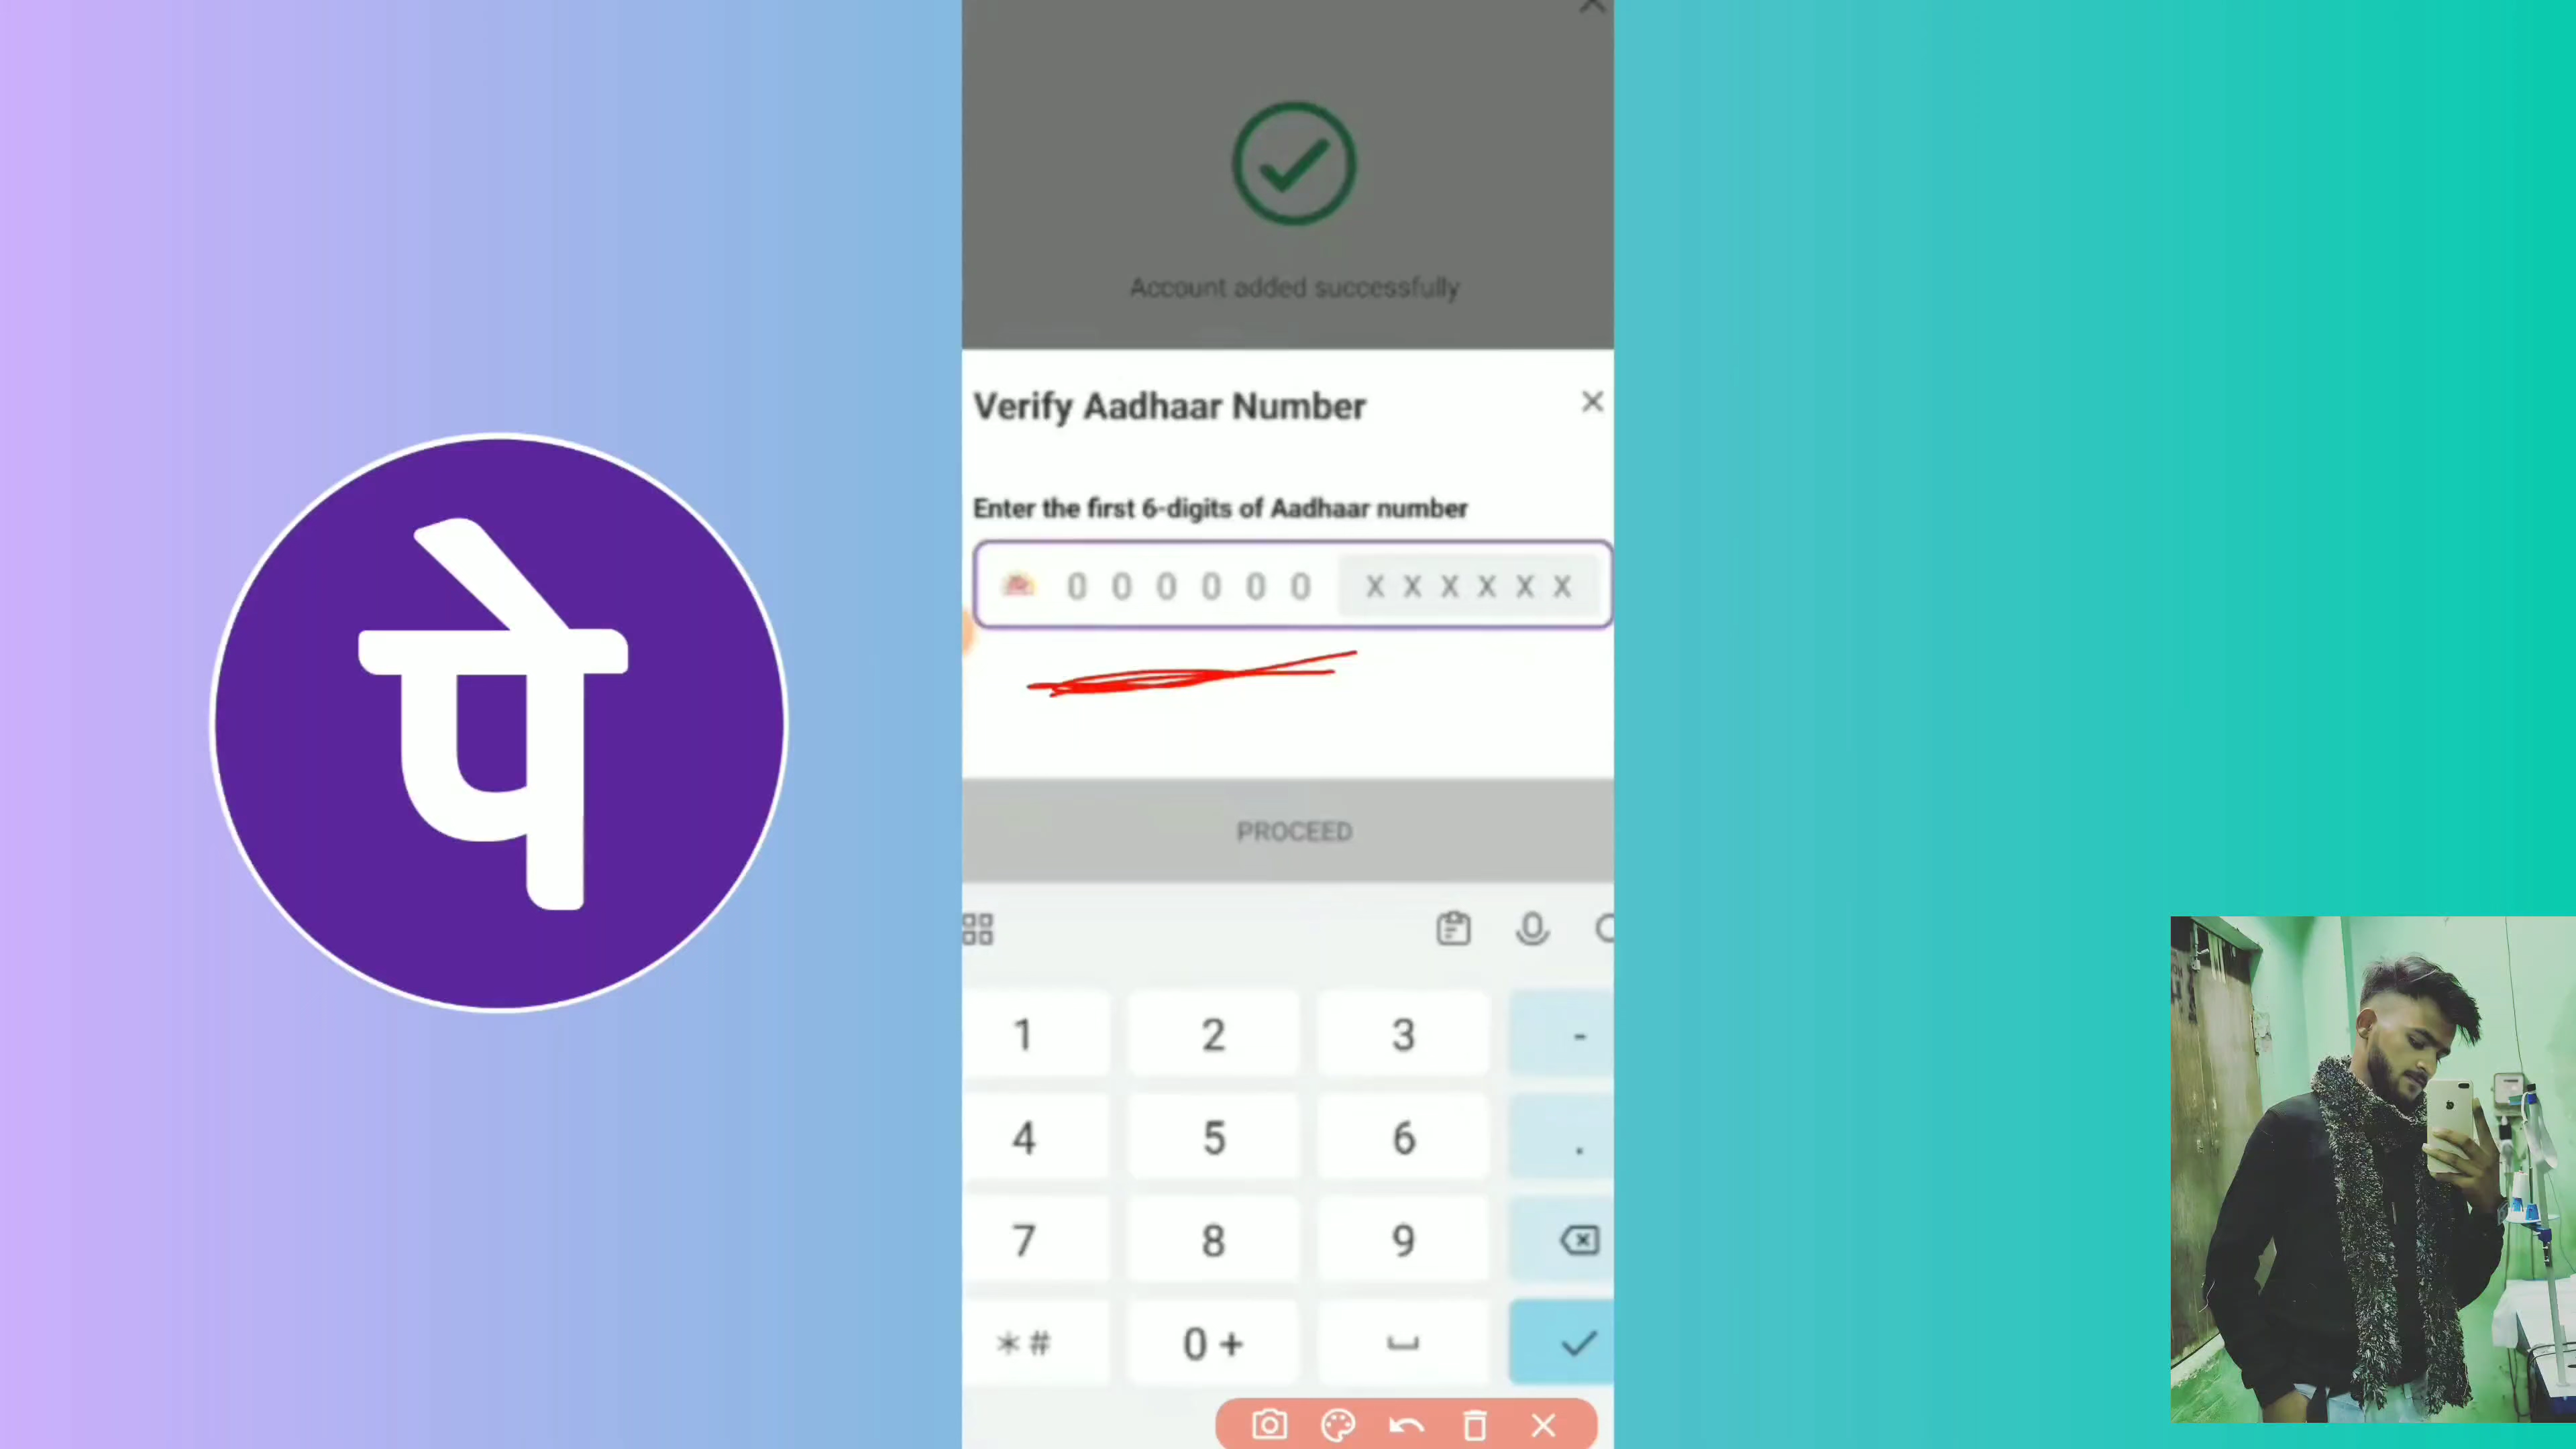 पे
Account added successfully
Verify Aadhaar Number
Enter the first 6-digits of Aadhaar number
0 0 0 0 0 0 X X X X X X
PROCEED
1 2 3 -
4 5 6 .
7 8 9
* # 0 +